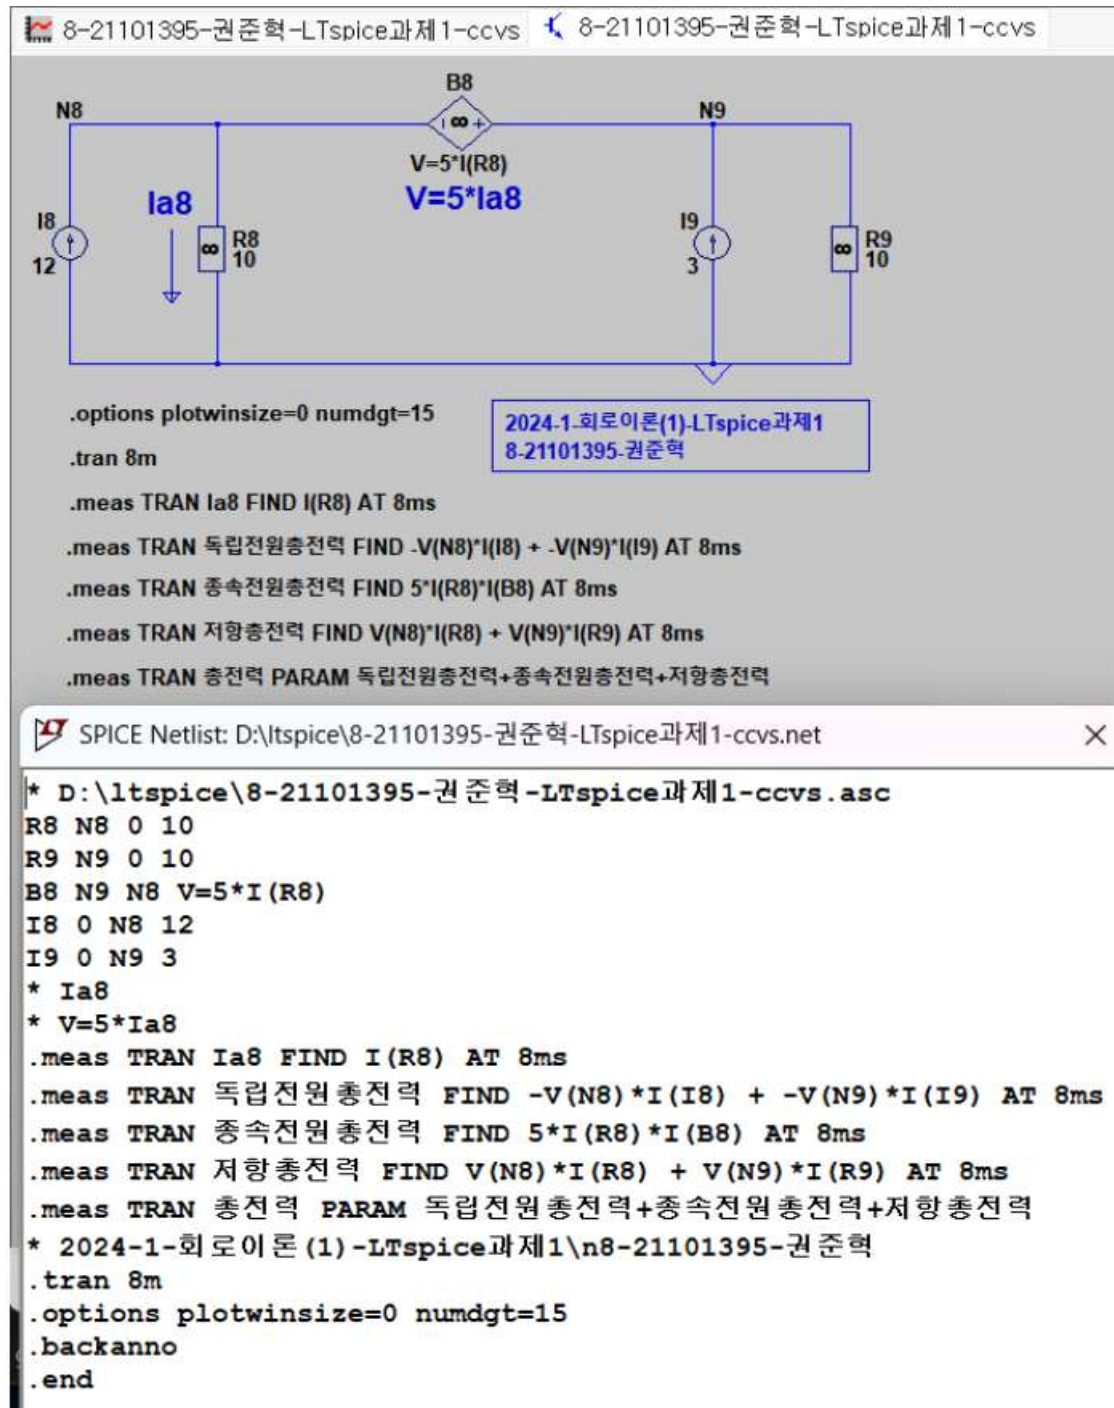 8-21101395-권준혁-LTspice과제1-ccvs 8-21101395-권준혁-LTspice과제1-ccvs
B8
N8
N9
V=5*I(R8)
V=5*Ia8
Ia8
I8
12
R8
10
I9
3
R9
10
.options plotwinsize=0 numdgt=15
2024-1-회로이론(1)-LTspice과제1
8-21101395-권준혁
.tran 8m
.meas TRAN Ia8 FIND I(R8) AT 8ms
.meas TRAN 독립전원총전력 FIND -V(N8)*I(I8) + -V(N9)*I(I9) AT 8ms
.meas TRAN 종속전원총전력 FIND 5*I(R8)*I(B8) AT 8ms
.meas TRAN 저항총전력 FIND V(N8)*I(R8) + V(N9)*I(R9) AT 8ms
.meas TRAN 총전력 PARAM 독립전원총전력+종속전원총전력+저항총전력
SPICE Netlist: D:\ltspice\8-21101395-권준혁-LTspice과제1-ccvs.net
* D:\ltspice\8-21101395-권준혁-LTspice과제1-ccvs.asc
R8 N8 0 10
R9 N9 0 10
B8 N9 N8 V=5*I(R8)
I8 0 N8 12
I9 0 N9 3
* Ia8
* V=5*Ia8
.meas TRAN Ia8 FIND I(R8) AT 8ms
.meas TRAN 독립전원총전력 FIND -V(N8)*I(I8) + -V(N9)*I(I9) AT 8ms
.meas TRAN 종속전원총전력 FIND 5*I(R8)*I(B8) AT 8ms
.meas TRAN 저항총전력 FIND V(N8)*I(R8) + V(N9)*I(R9) AT 8ms
.meas TRAN 총전력 PARAM 독립전원총전력+종속전원총전력+저항총전력
* 2024-1-회로이론(1)-LTspice과제1\n8-21101395-권준혁
.tran 8m
.options plotwinsize=0 numdgt=15
.backanno
.end